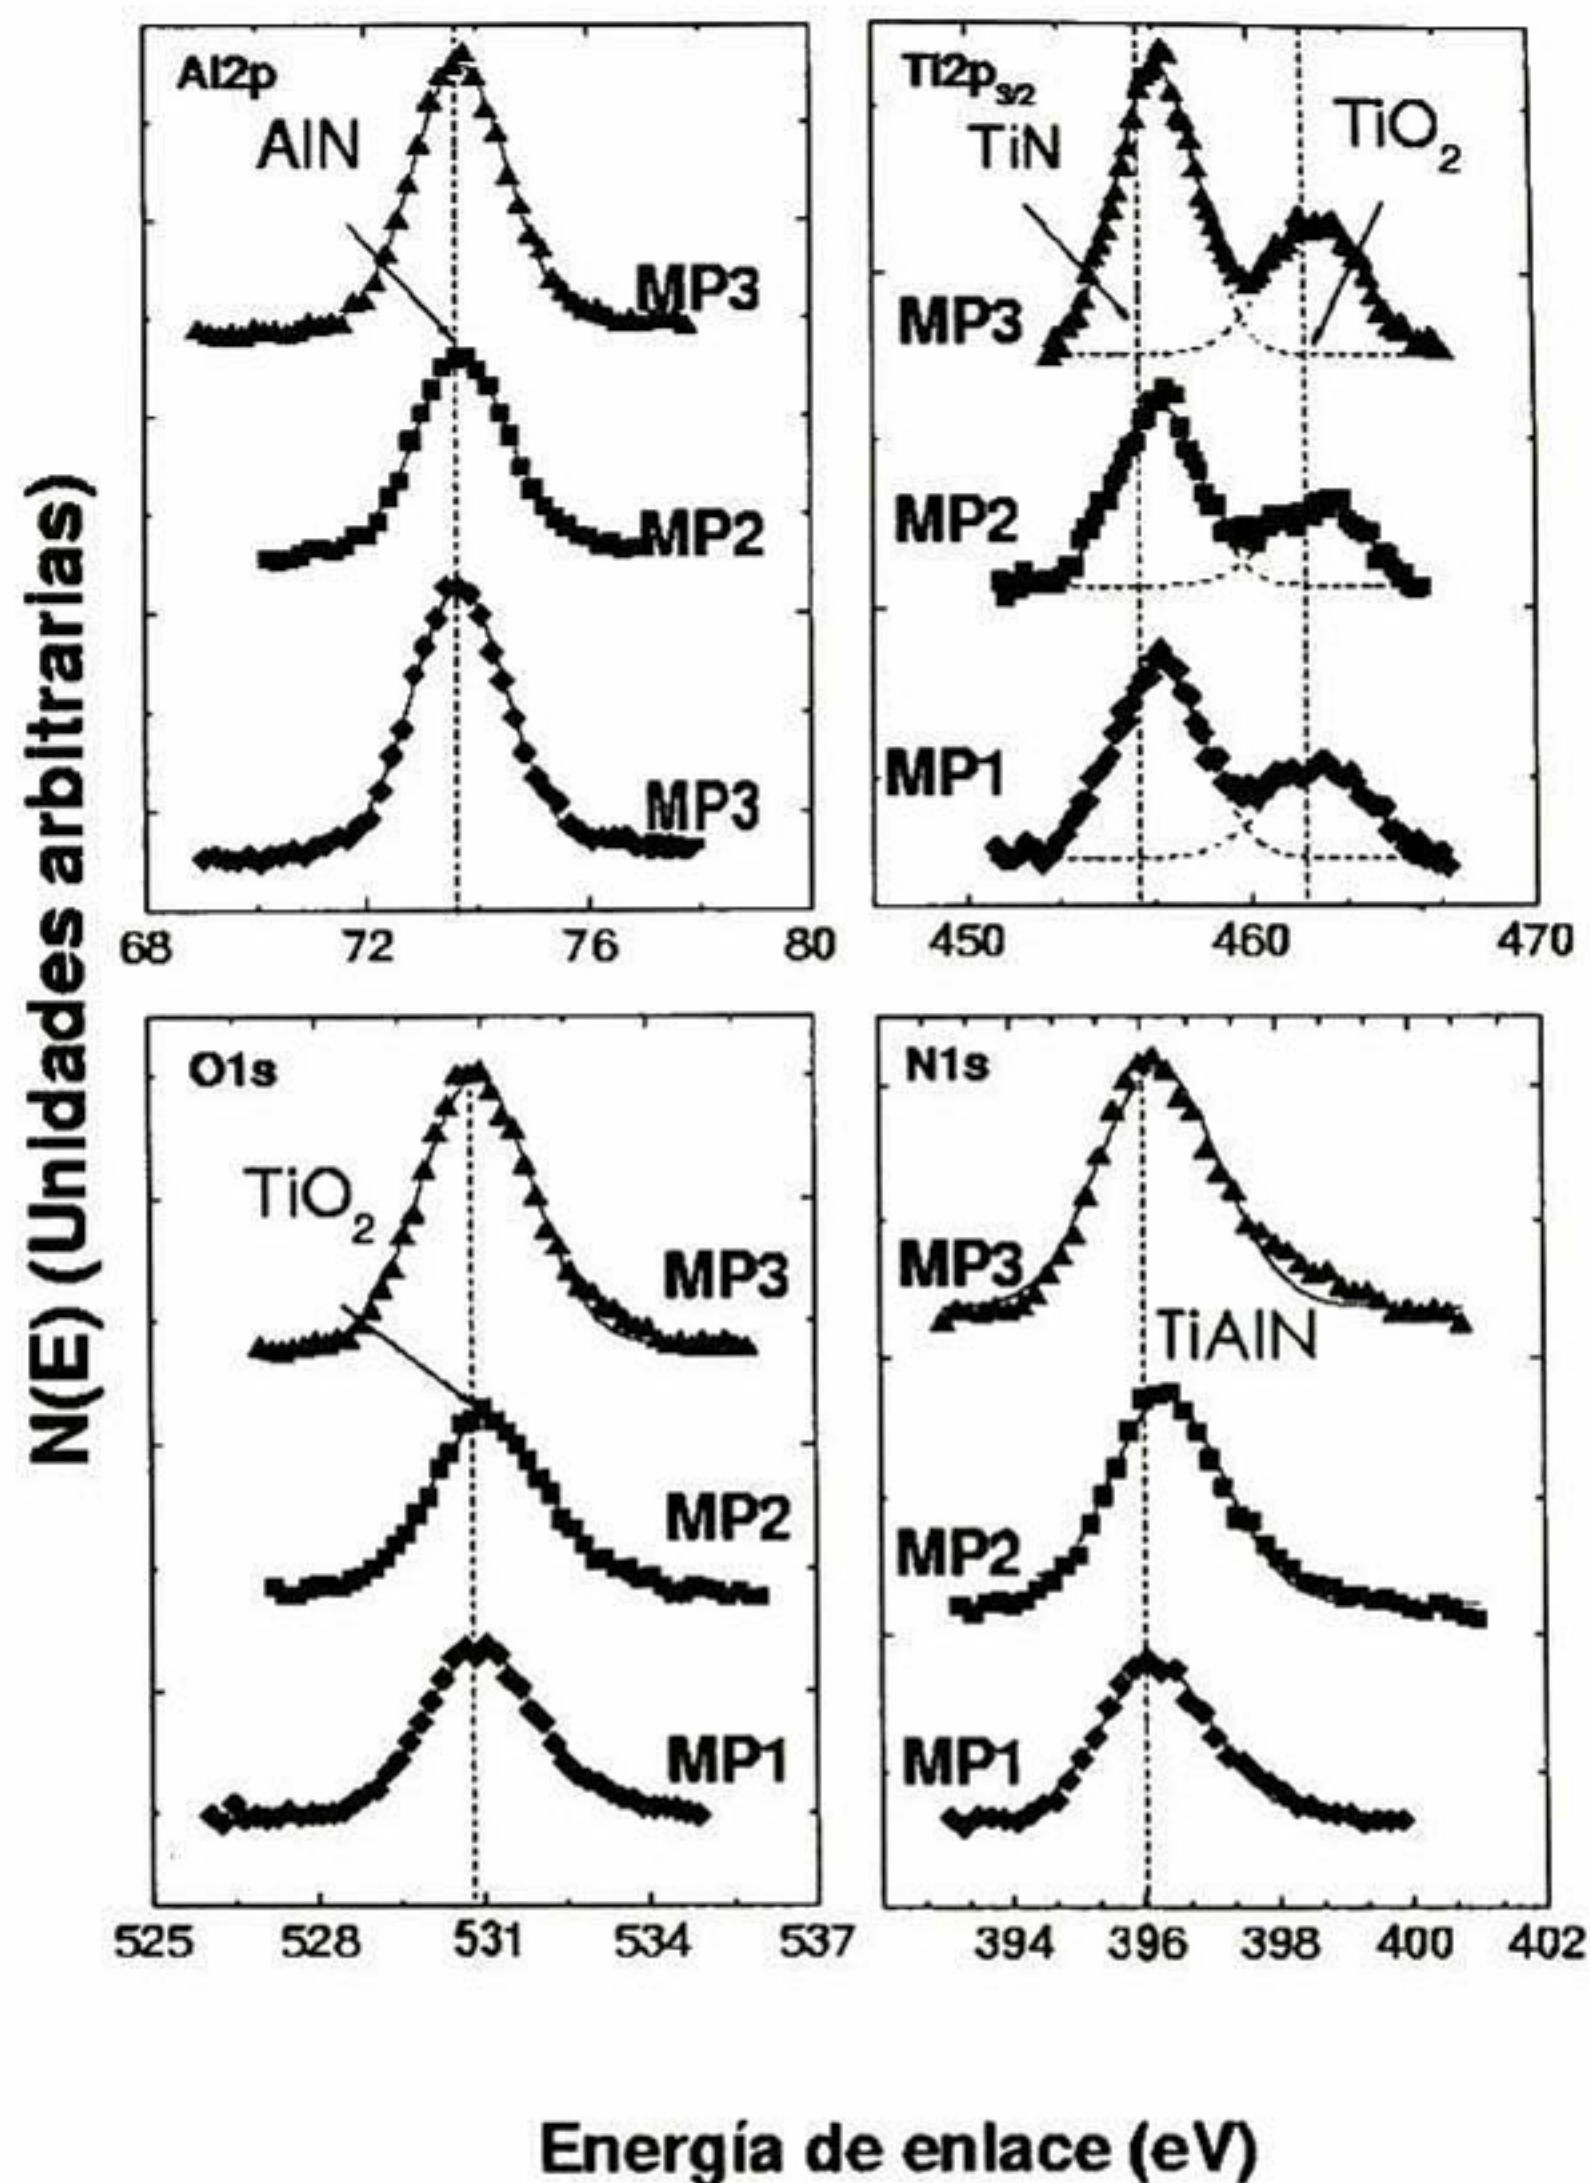 N(E) (Unidades arbitrarias)
Al2p
AlN
MP3
MP2
MP3
68 72 76 80
Ti2p3/2
TiN
TiO2
MP3
MP2
MP1
450 460 470
O1s
TiO2
MP3
MP2
MP1
525 528 531 534 537
N1s
MP3
TiAlN
MP2
MP1
394 396 398 400 402
Energía de enlace (eV)